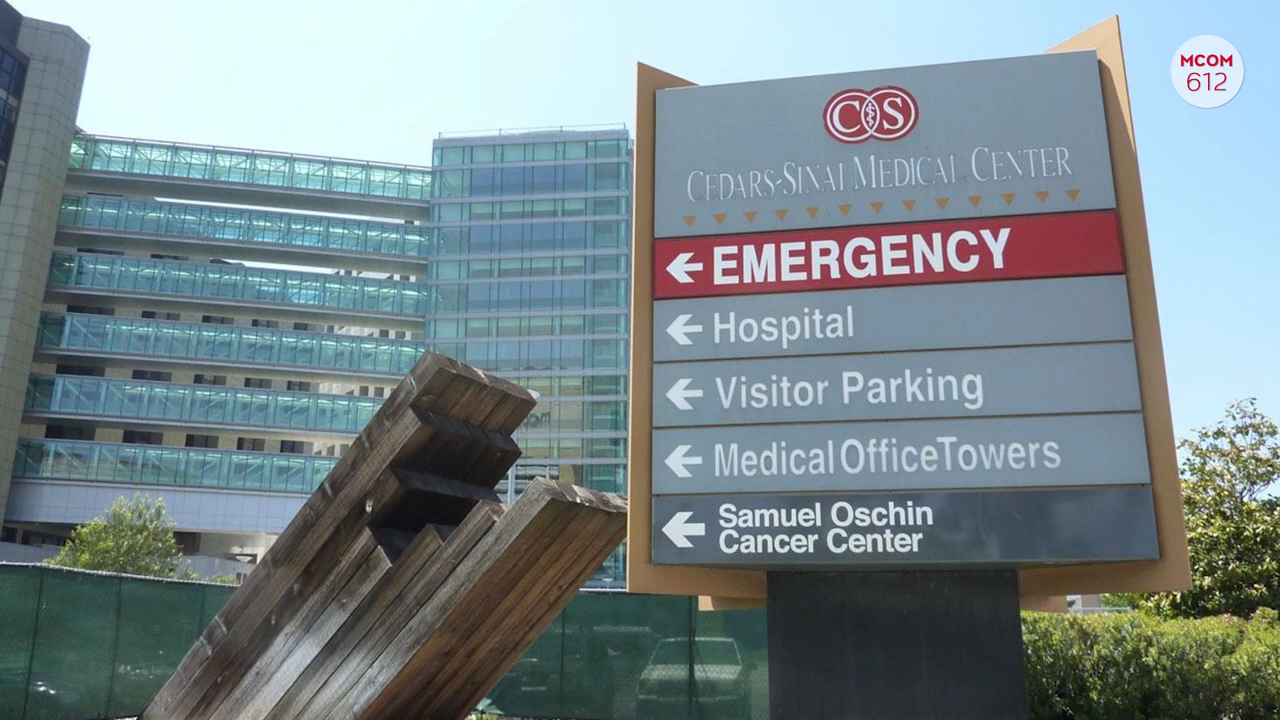 MCOM
612
CS
CEDARS-SINAI MEDICAL CENTER
EMERGENCY
Hospital
Visitor Parking
Medical Office Towers
Samuel Oschin
Cancer Center